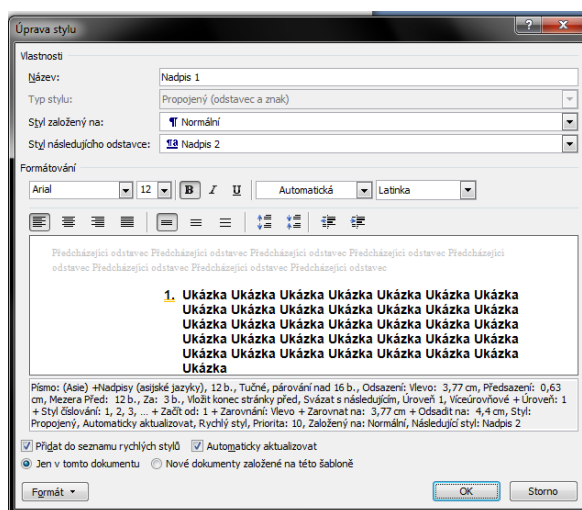 Úprava stylu
Vlastnosti
Název: Nadpis 1
Typ stylu: Propojený (odstavec a znak)
Styl založený na: ¶ Normální
Styl následujícího odstavce: ¶a Nadpis 2
Formátování
Arial 12 B I U Automatická Latinka
Předcházející odstavec Předcházející odstavec Předcházející odstavec Předcházející odstavec Předcházející
odstavec Předcházející odstavec Předcházející odstavec Předcházející odstavec
1. Ukázka Ukázka Ukázka Ukázka Ukázka Ukázka Ukázka
Ukázka Ukázka Ukázka Ukázka Ukázka Ukázka Ukázka
Ukázka Ukázka Ukázka Ukázka Ukázka Ukázka Ukázka
Ukázka Ukázka Ukázka Ukázka Ukázka Ukázka Ukázka
Ukázka Ukázka Ukázka Ukázka Ukázka Ukázka Ukázka
Ukázka
Písmo: (Asie) +Nadpisy (asijské jazyky), 12 b., Tučné, párování nad 16 b., Odsazení: Vlevo: 3,77 cm, Předsazení: 0,63
cm, Mezera Před: 12 b., Za: 3 b., Vložit konec stránky před, Svázat s následujícím, Úroveň 1, Víceúrovňové + Úroveň: 1
+ Styl číslování: 1, 2, 3, ... + Začít od: 1 + Zarovnání: Vlevo + Zarovnat na: 3,77 cm + Odsadit na: 4,4 cm, Styl:
Propojený, Automaticky aktualizovat, Rychlý styl, Priorita: 10, Založený na: Normální, Následující styl: Nadpis 2
Přidat do seznamu rychlých stylů Automaticky aktualizovat
Jen v tomto dokumentu Nové dokumenty založené na této šabloně
Formát OK Storno